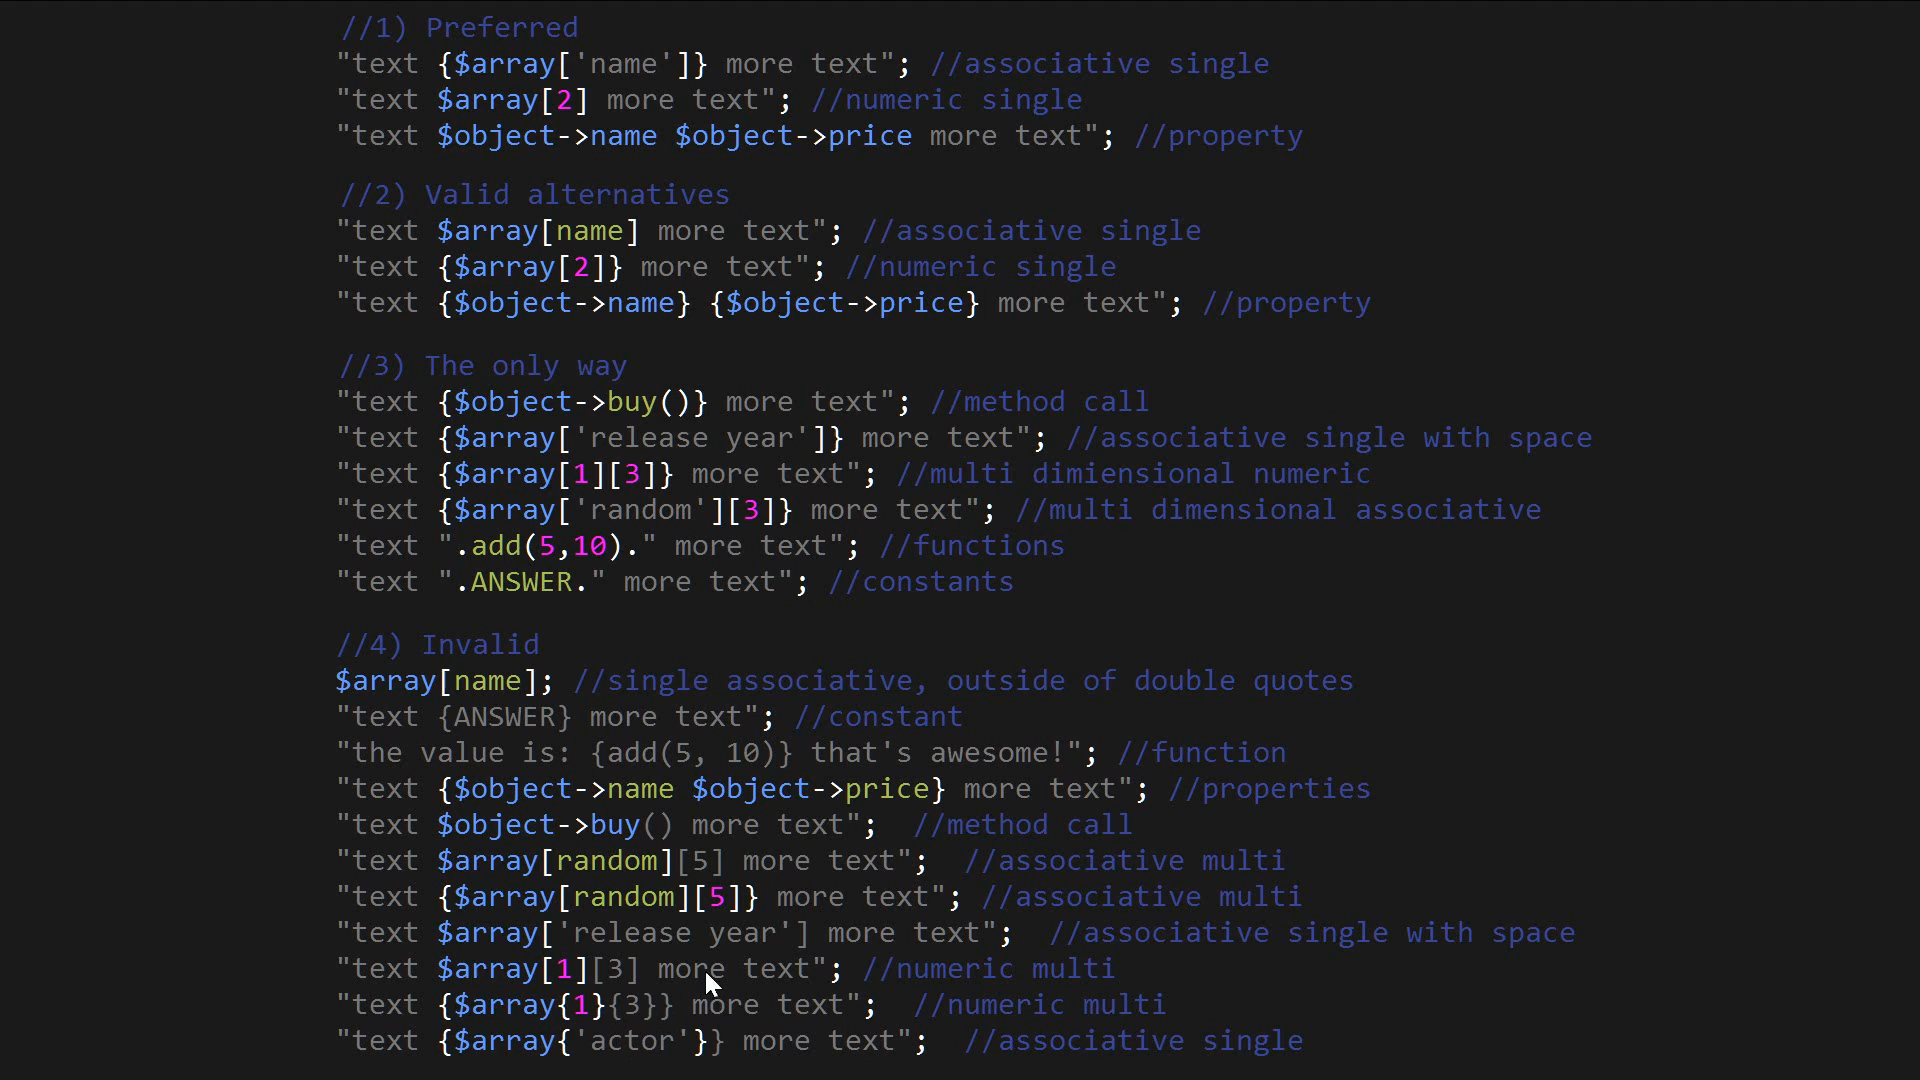 //1) Preferred
"text {$array['name']} more text"; //associative single
"text $array[2] more text"; //numeric single
"text $object->name $object->price more text"; //property
//2) Valid alternatives
"text $array[name] more text"; //associative single
"text {$array[2]} more text"; //numeric single
"text {$object->name} {$object->price} more text"; //property
//3) The only way
"text {$object->buy()} more text"; //method call
"text {$array['release year']} more text"; //associative single with space
"text {$array[1][3]} more text"; //multi dimiensional numeric
"text {$array['random'][3]} more text"; //multi dimensional associative
"text ".add(5,10)." more text"; //functions
"text ".ANSWER." more text"; //constants
//4) Invalid
$array[name]; //single associative, outside of double quotes
"text {ANSWER} more text"; //constant
"the value is: {add(5, 10)} that's awesome!"; //function
"text {$object->name $object->price} more text"; //properties
"text $object->buy() more text"; //method call
"text $array[random][5] more text"; //associative multi
"text {$array[random][5]} more text"; //associative multi
"text $array['release year'] more text"; //associative single with space
"text $array[1][3] more text"; //numeric multi
"text {$array{1}{3}} more text"; //numeric multi
"text {$array{'actor'}} more text"; //associative single